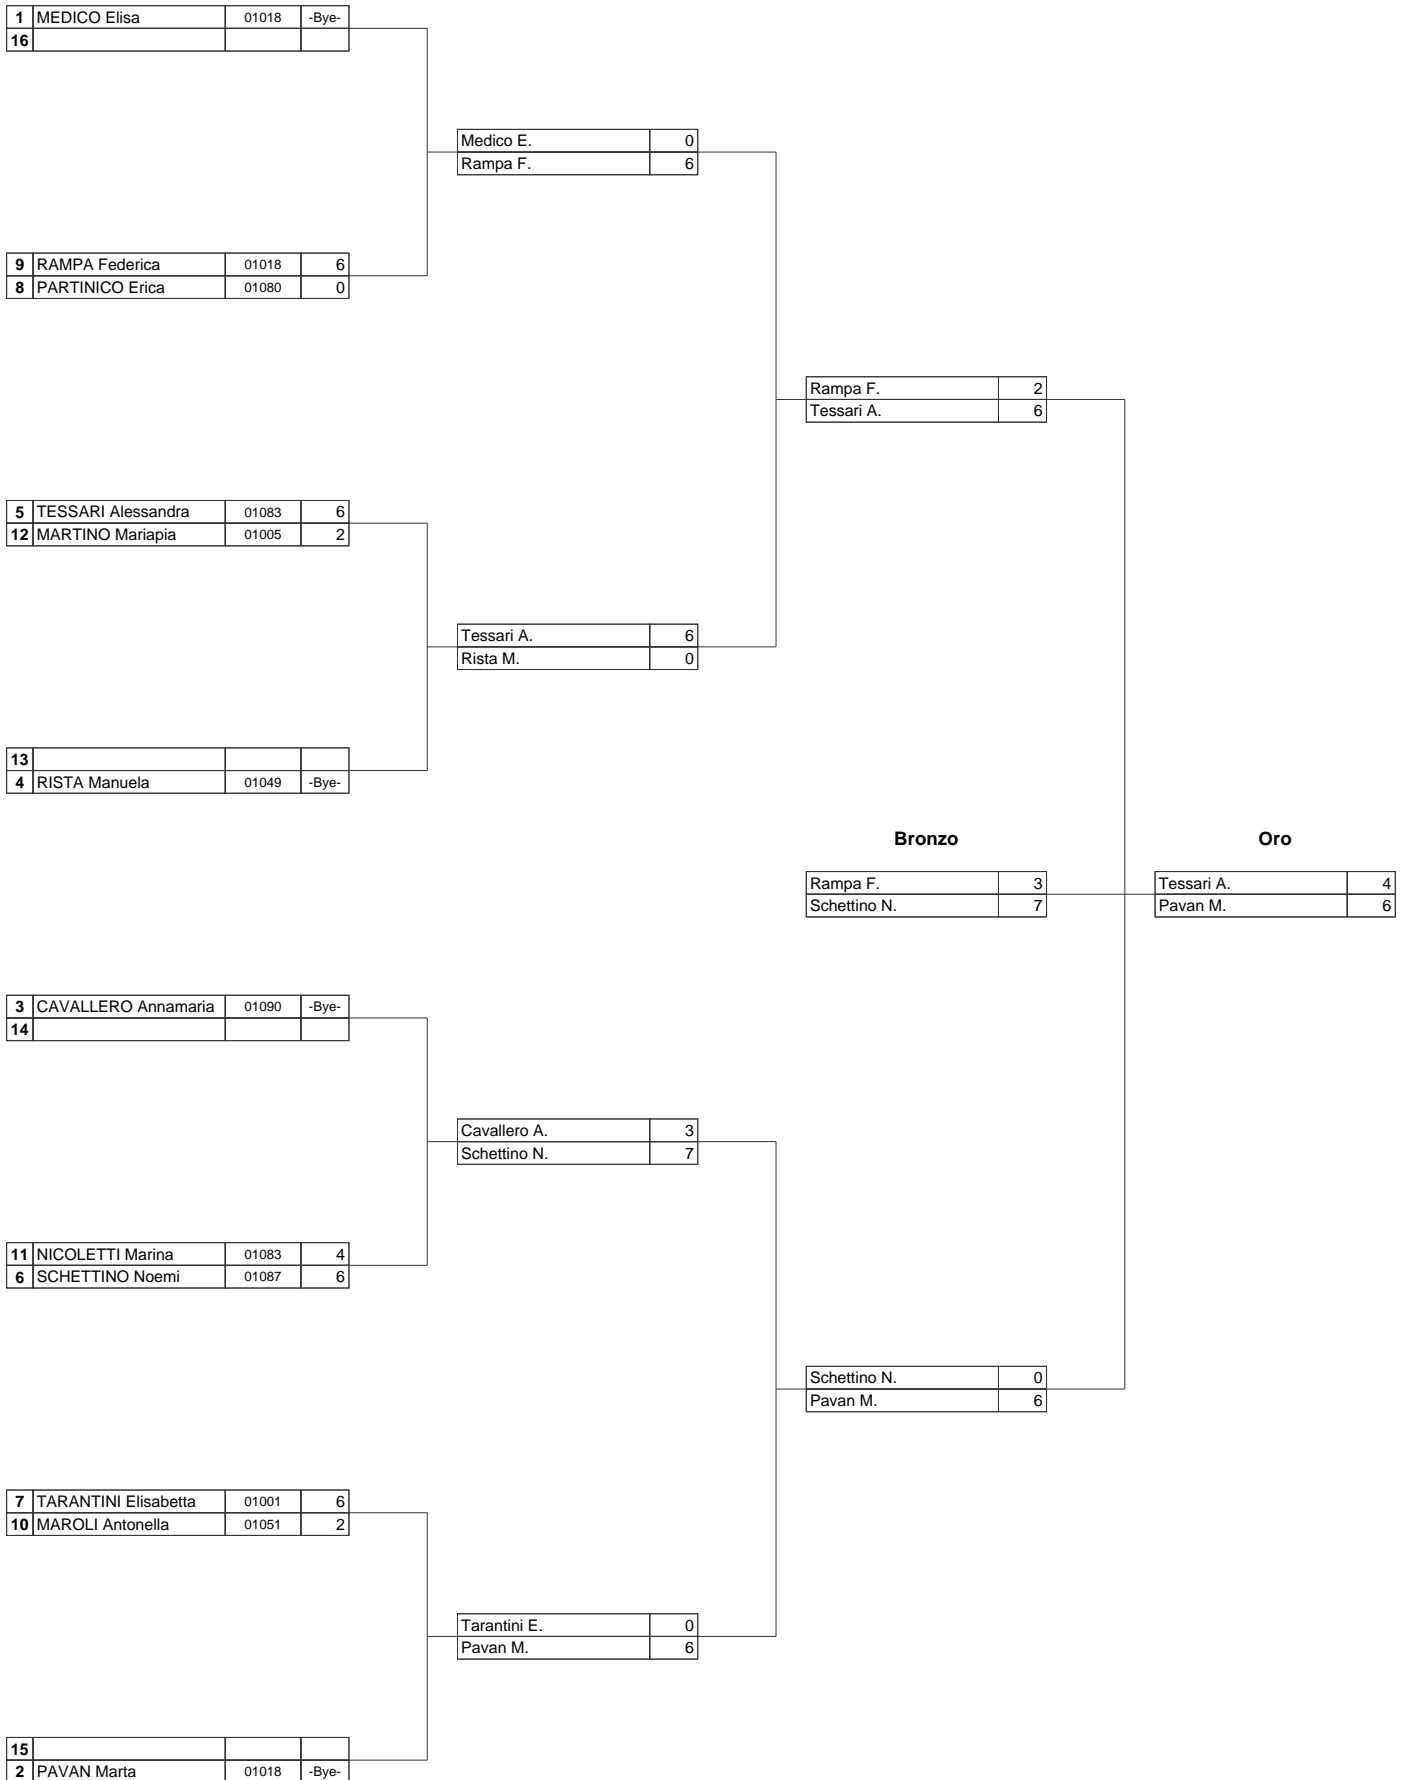 1 MEDICO Elisa 01018 -Bye-
16
Medico E. 0
Rampa F. 6
9 RAMPA Federica 01018 6
8 PARTINICO Erica 01080 0
Rampa F. 2
Tessari A. 6
5 TESSARI Alessandra 01083 6
12 MARTINO Mariapia 01005 2
Tessari A. 6
Rista M. 0
13
4 RISTA Manuela 01049 -Bye-
Bronzo Oro
Rampa F. 3 Tessari A. 4
Schettino N. 7 Pavan M. 6
3 CAVALLERO Annamaria 01090 -Bye-
14
Cavallero A. 3
Schettino N. 7
11 NICOLETTI Marina 01083 4
6 SCHETTINO Noemi 01087 6
Schettino N. 0
Pavan M. 6
7 TARANTINI Elisabetta 01001 6
10 MAROLI Antonella 01051 2
Tarantini E. 0
Pavan M. 6
15
2 PAVAN Marta 01018 -Bye-